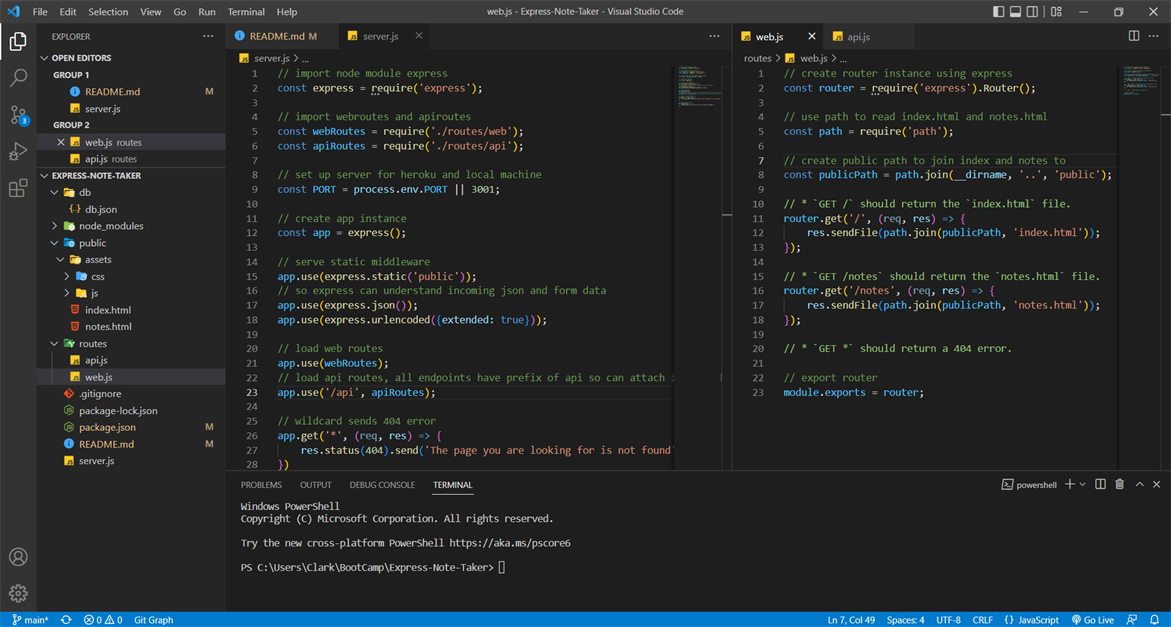 File Edit Selection View Go Run Terminal Help web.js - Express-Note-Taker - Visual Studio Code
EXPLORER ...
OPEN EDITORS
GROUP 1
README.md M
server.js
GROUP 2
web.js routes
api.js routes
EXPRESS-NOTE-TAKER
db
db.json
node_modules
public
assets
css
js
index.html
notes.html
routes
api.js
web.js
.gitignore
package-lock.json
package.json M
README.md M
server.js
3
README.md M server.js
server.js > ...
1 // import node module express
2 const express = require('express');
3
4 // import webroutes and apiroutes
5 const webRoutes = require('./routes/web');
6 const apiRoutes = require('./routes/api');
7
8 // set up server for heroku and local machine
9 const PORT = process.env.PORT || 3001;
10
11 // create app instance
12 const app = express();
13
14 // serve static middleware
15 app.use(express.static('public'));
16 // so express can understand incoming json and form data
17 app.use(express.json());
18 app.use(express.urlencoded({extended: true}));
19
20 // load web routes
21 app.use(webRoutes);
22 // load api routes, all endpoints have prefix of api so can attach
23 app.use('/api', apiRoutes);
24
25 // wildcard sends 404 error
26 app.get('*', (req, res) => {
27 res.status(404).send('The page you are looking for is not found'
28 })
web.js api.js
routes > web.js > ...
1 // create router instance using express
2 const router = require('express').Router();
3
4 // use path to read index.html and notes.html
5 const path = require('path');
6
7 // create public path to join index and notes to
8 const publicPath = path.join(__dirname, '..', 'public');
9
10 // * `GET /` should return the `index.html` file.
11 router.get('/', (req, res) => {
12 res.sendFile(path.join(publicPath, 'index.html'));
13 });
14
15 // * `GET /notes` should return the `notes.html` file.
16 router.get('/notes', (req, res) => {
17 res.sendFile(path.join(publicPath, 'notes.html'));
18 });
19
20 // * `GET *` should return a 404 error.
21
22 // export router
23 module.exports = router;
PROBLEMS OUTPUT DEBUG CONSOLE TERMINAL powershell
Windows PowerShell
Copyright (C) Microsoft Corporation. All rights reserved.
Try the new cross-platform PowerShell https://aka.ms/pscore6
PS C:\Users\Clark\BootCamp\Express-Note-Taker>
main* 0 0 Git Graph Ln 7, Col 49 Spaces: 4 UTF-8 CRLF {} JavaScript Go Live